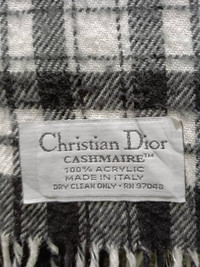 Christian Dior
CASHMAIRE™
100% ACRYLIC
MADE IN ITALY
DRY CLEAN ONLY • RN 97048